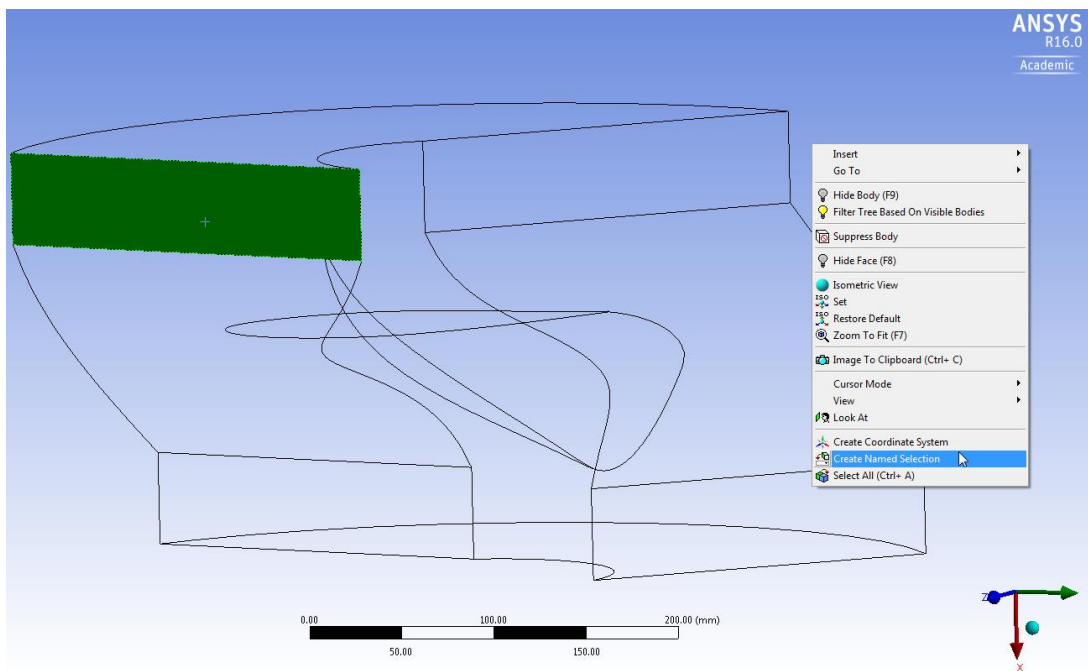 ANSYS
R16.0
Academic
Insert
Go To
Hide Body (F9)
Filter Tree Based On Visible Bodies
Suppress Body
Hide Face (F8)
Isometric View
ISO Set
ISO Restore Default
Zoom To Fit (F7)
Image To Clipboard (Ctrl+ C)
Cursor Mode
View
Look At
Create Coordinate System
Create Named Selection
Select All (Ctrl+ A)
0.00 100.00 200.00 (mm)
50.00 150.00
Z
X